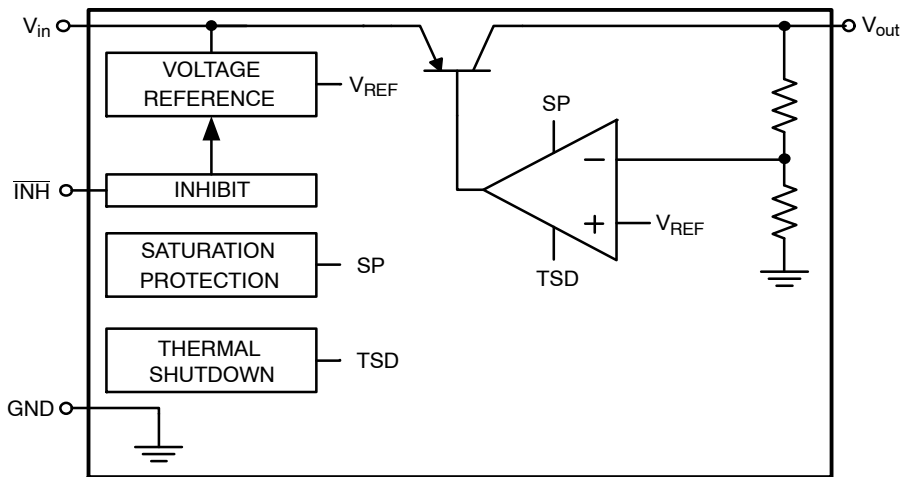 Vin
Vout
VOLTAGE
REFERENCE
VREF
SP
INH
INHIBIT
−
+
VREF
SATURATION
PROTECTION
SP
TSD
THERMAL
SHUTDOWN
TSD
GND